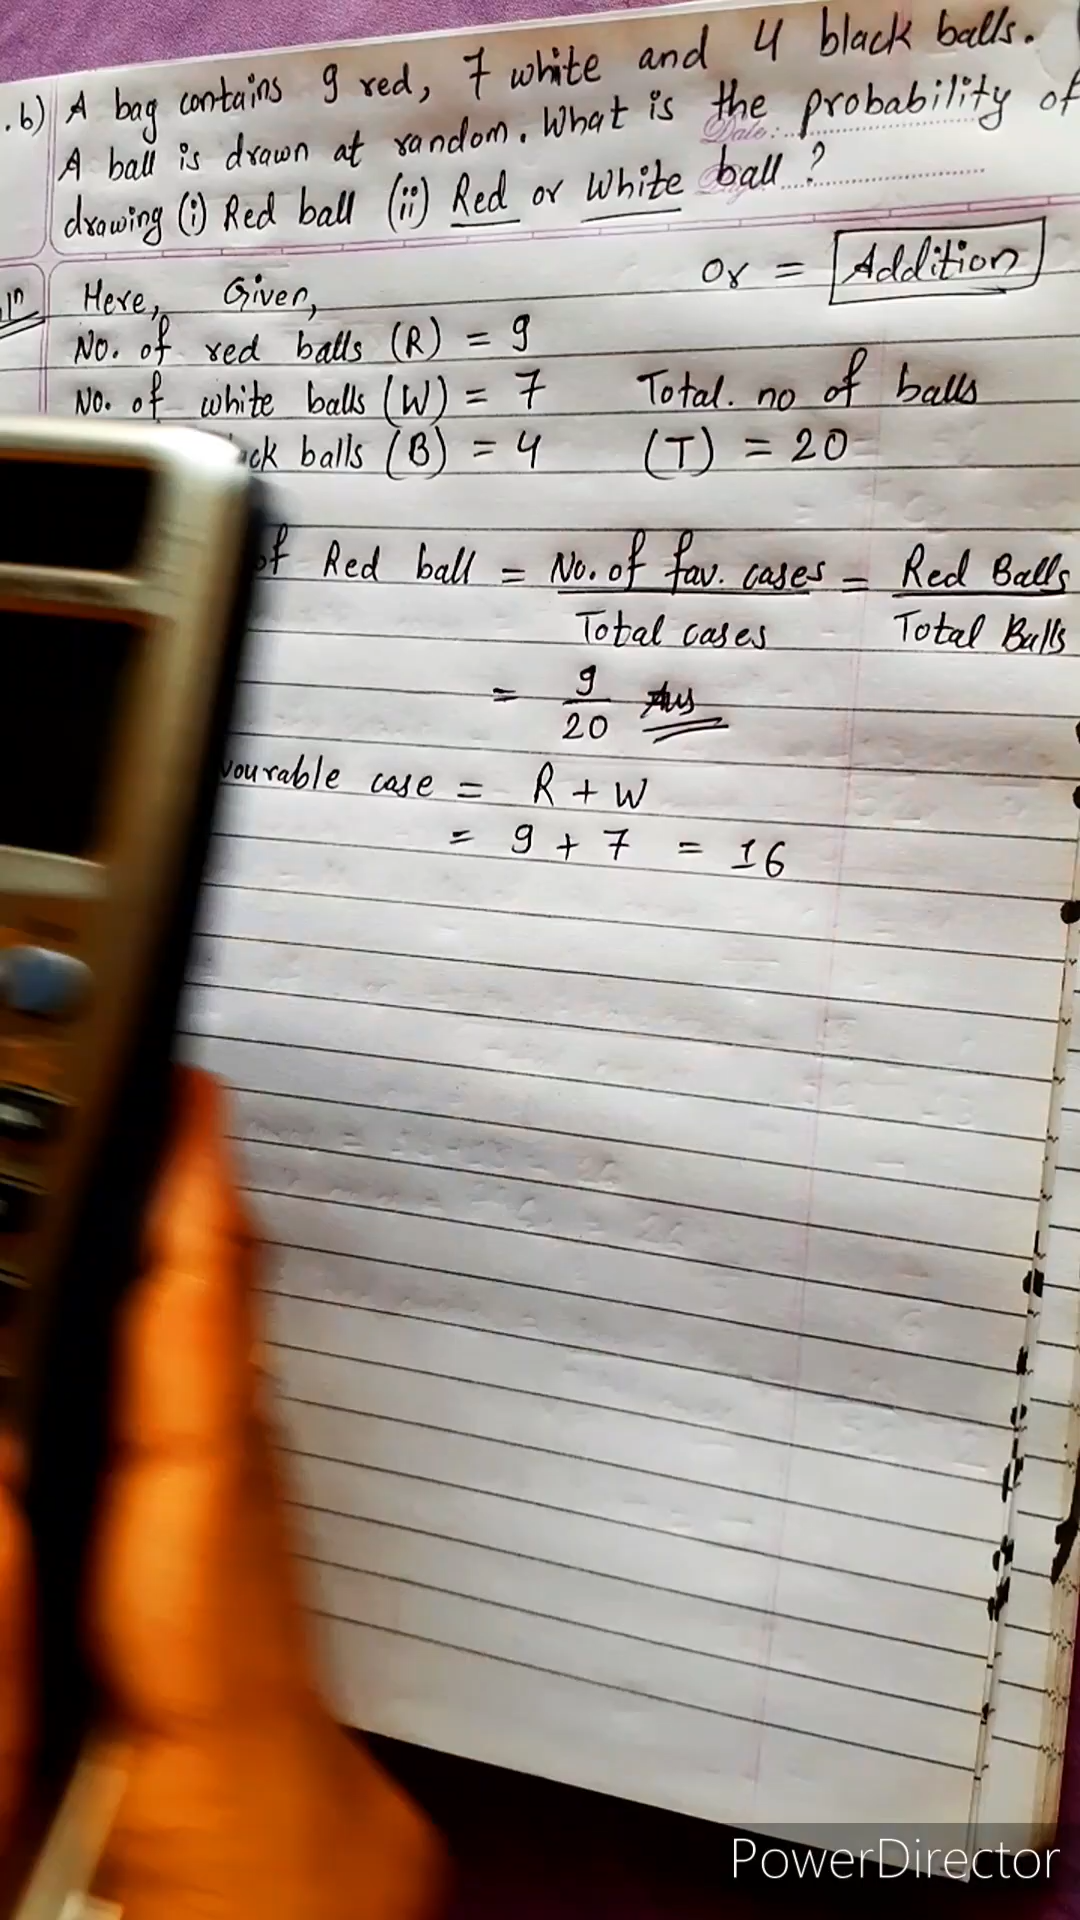 .b) A bag contains 9 red, 7 white and 4 black balls.
A ball is drawn at random. What is the probability of
drawing (i) Red ball (ii) Red or White ball ?
Date:
Or = Addition
Here, Given,
No. of red balls (R) = 9
No. of white balls (W) = 7 Total. no of balls
ck balls (B) = 4 (T) = 20
of Red ball = No. of fav. cases = Red Balls
Total cases Total Balls
= 9
20 Ans
vourable case = R + W
= 9 + 7 = 16
PowerDirector